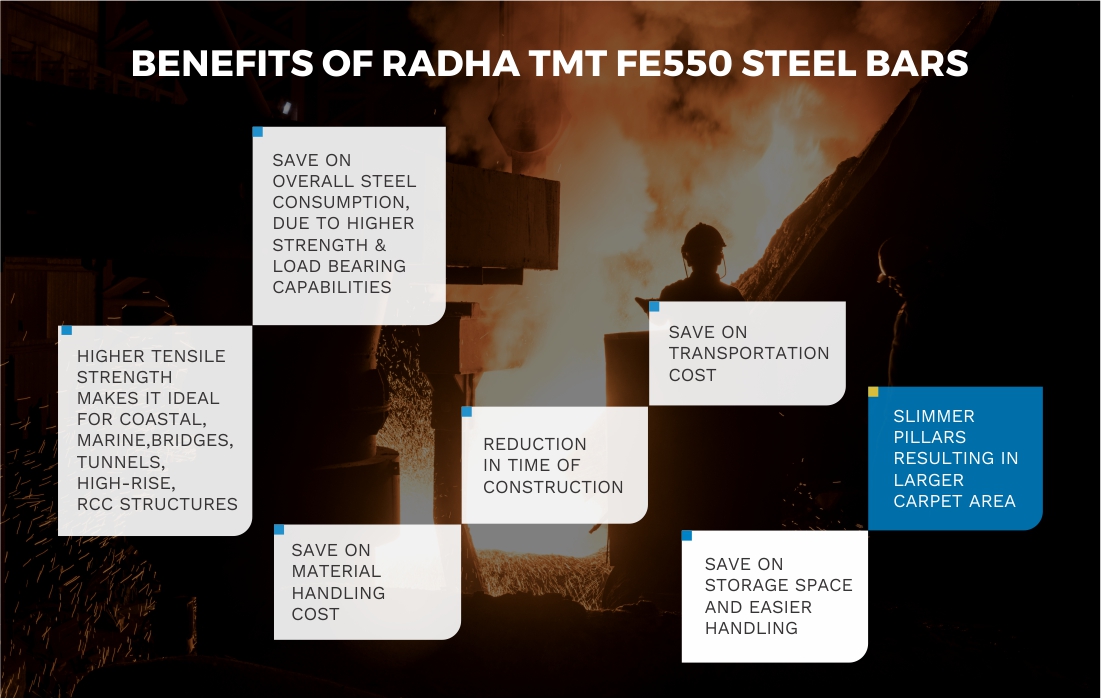 BENEFITS OF RADHA TMT FE550 STEEL BARS
SAVE ON
OVERALL STEEL
CONSUMPTION,
DUE TO HIGHER
STRENGTH &
LOAD BEARING
CAPABILITIES
HIGHER TENSILE
STRENGTH
MAKES IT IDEAL
FOR COASTAL,
MARINE,BRIDGES,
TUNNELS,
HIGH-RISE,
RCC STRUCTURES
SAVE ON
MATERIAL
HANDLING
COST
REDUCTION
IN TIME OF
CONSTRUCTION
SAVE ON
TRANSPORTATION
COST
SLIMMER
PILLARS
RESULTING IN
LARGER
CARPET AREA
SAVE ON
STORAGE SPACE
AND EASIER
HANDLING